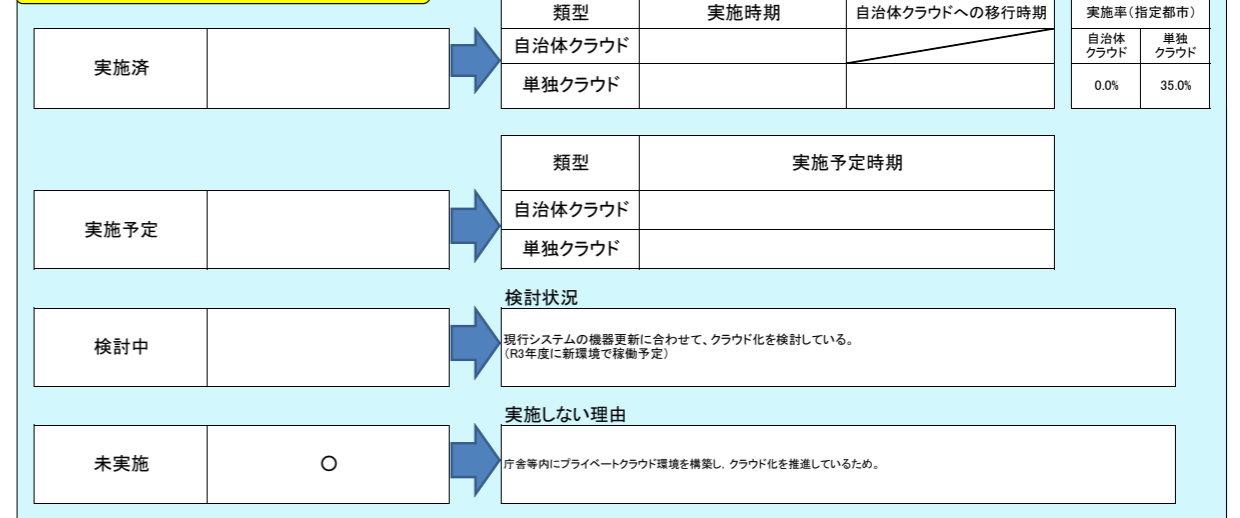 類型 実施時期 自治体クラウドへの移行時期 実施率(指定都市)
実施済 自治体クラウド 自治体クラウド 単独クラウド
単独クラウド 0.0% 35.0%
類型 実施予定時期
実施予定 自治体クラウド
単独クラウド
検討状況
検討中
現行システムの機器更新に合わせて、クラウド化を検討している。
(R3年度に新環境で稼働予定)
実施しない理由
未実施 〇 庁舎等内にプライベートクラウド環境を構築し，クラウド化を推進しているため。